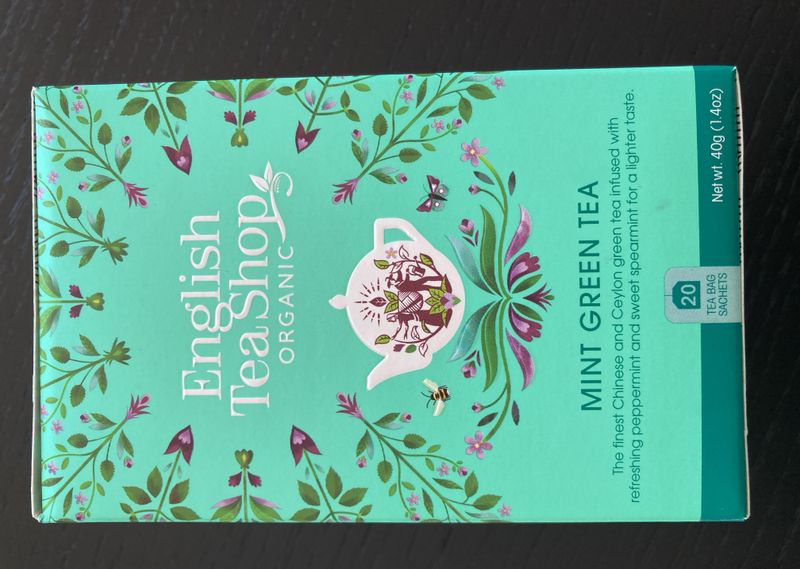 English
Tea Shop
ORGANIC
MINT GREEN TEA
The finest Chinese and Ceylon green tea infused with
refreshing peppermint and sweet spearmint for a lighter taste.
20
TEA BAG
SACHETS
Net wt. 40g (1.4oz)